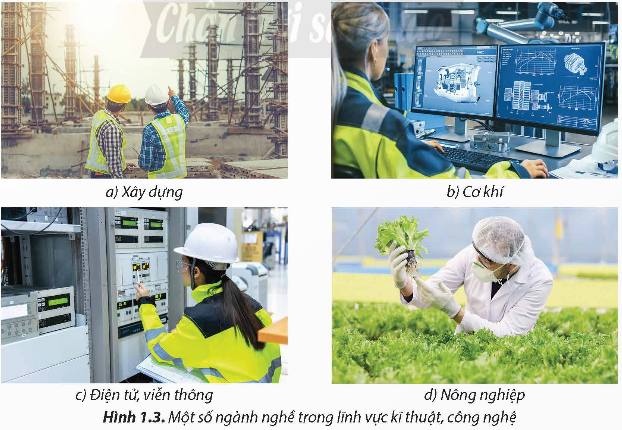 Chân
a) Xây dựng
b) Cơ khí
c) Điện tử, viễn thông
d) Nông nghiệp
Hình 1.3. Một số ngành nghề trong lĩnh vực kĩ thuật, công nghệ